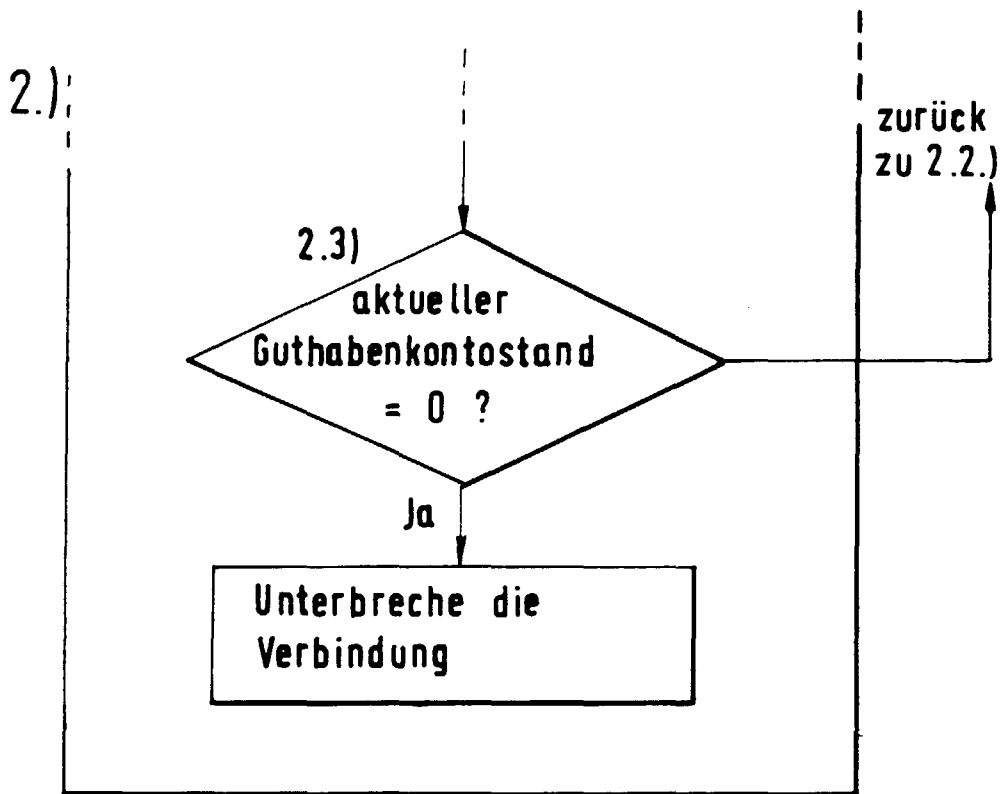 2.)
zurück
zu 2.2.)
2.3)
aktueller
Guthabenkontostand
= 0 ?
Ja
Unterbreche die
Verbindung